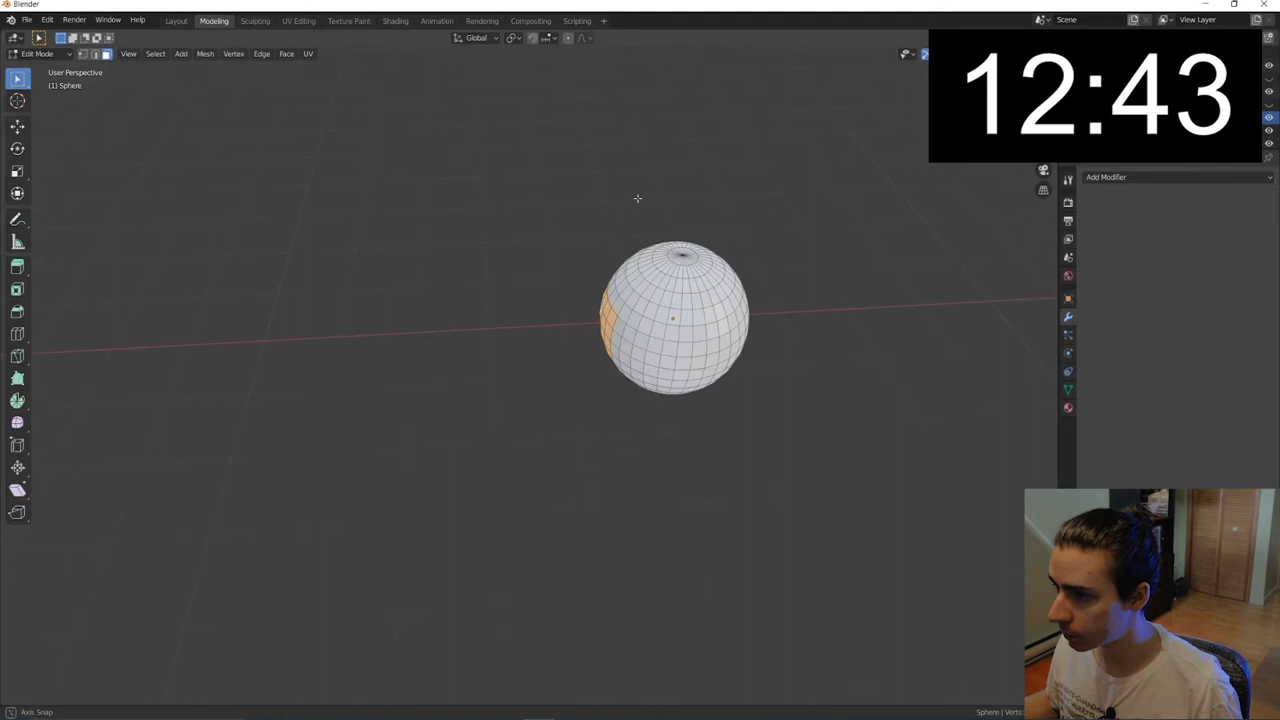 Blender
File Edit Render Window Help Layout Modeling Sculpting UV Editing Texture Paint Shading Animation Rendering Compositing Scripting + Scene View Layer
Global
Edit Mode View Select Add Mesh Vertex Edge Face UV
User Perspective
(1) Sphere
12:43
Add Modifier
Axis Snap
Sphere | Verts: